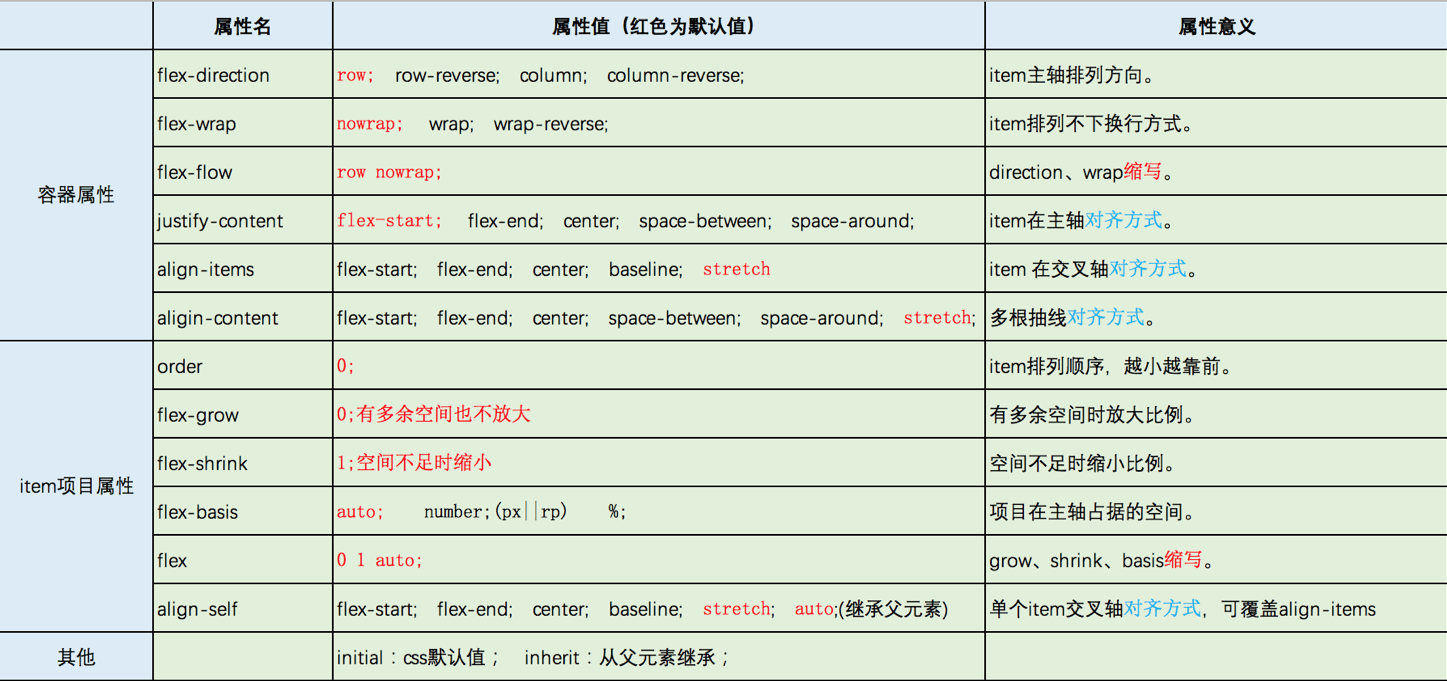 属性名 属性值（红色为默认值） 属性意义
容器属性
flex-direction row; row-reverse; column; column-reverse; item主轴排列方向。
flex-wrap nowrap; wrap; wrap-reverse; item排列不下换行方式。
flex-flow row nowrap; direction、wrap缩写。
justify-content flex-start; flex-end; center; space-between; space-around; item在主轴对齐方式。
align-items flex-start; flex-end; center; baseline; stretch item 在交叉轴对齐方式。
aligin-content flex-start; flex-end; center; space-between; space-around; stretch; 多根抽线对齐方式。
item项目属性
order 0; item排列顺序，越小越靠前。
flex-grow 0;有多余空间也不放大 有多余空间时放大比例。
flex-shrink 1;空间不足时缩小 空间不足时缩小比例。
flex-basis auto; number;(px||rp) %; 项目在主轴占据的空间。
flex 0 1 auto; grow、shrink、basis缩写。
align-self flex-start; flex-end; center; baseline; stretch; auto;(继承父元素) 单个item交叉轴对齐方式，可覆盖align-items
其他 initial：css默认值； inherit：从父元素继承；